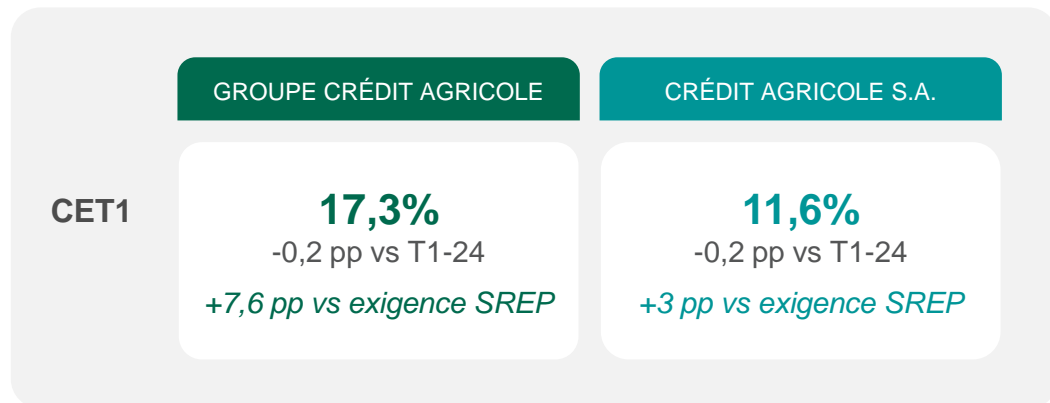 GROUPE CRÉDIT AGRICOLE
CRÉDIT AGRICOLE S.A.
CET1
17,3%
-0,2 pp vs T1-24
+7,6 pp vs exigence SREP
11,6%
-0,2 pp vs T1-24
+3 pp vs exigence SREP